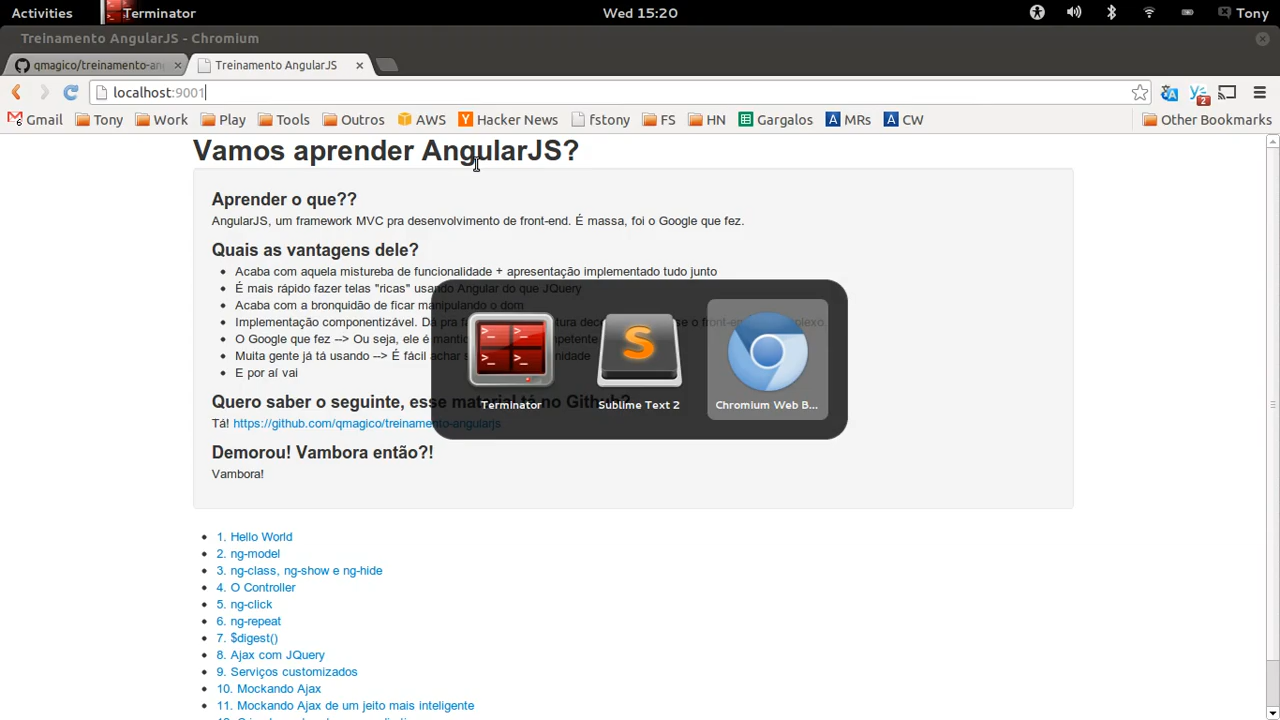 Activities Terminator Wed 15:20 Tony
Treinamento AngularJS - Chromium
qmagico/treinamento-an Treinamento AngularJS
localhost:9001
Gmail Tony Work Play Tools Outros AWS Hacker News fstony FS HN Gargalos MRs CW Other Bookmarks
Vamos aprender AngularJS?
Aprender o que??
AngularJS, um framework MVC pra desenvolvimento de front-end. É massa, foi o Google que fez.
Quais as vantagens dele?
Acaba com aquela mistureba de funcionalidade + apresentação implementado tudo junto
É mais rápido fazer telas "ricas" usando Angular do que JQuery
Acaba com a bronquidão de ficar manipulando o dom
Implementação componentizável. Dá pra
O Google que fez --> Ou seja, ele é
Muita gente já tá usando --> É fácil achar
E por aí vai
Terminator Sublime Text 2 Chromium Web B...
Quero saber o seguinte, esse material tá no Github?
Tá! https://github.com/qmagico/treinamento-angularjs
Demorou! Vambora então?!
Vambora!
1. Hello World
2. ng-model
3. ng-class, ng-show e ng-hide
4. O Controller
5. ng-click
6. ng-repeat
7. $digest()
8. Ajax com JQuery
9. Serviços customizados
10. Mockando Ajax
11. Mockando Ajax de um jeito mais inteligente